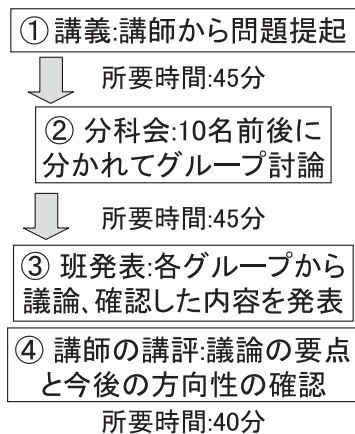 ① 講義:講師から問題提起
所要時間:45分
② 分科会:10名前後に
分かれてグループ討論
所要時間:45分
③ 班発表:各グループから
議論、確認した内容を発表
④ 講師の講評:議論の要点
と今後の方向性の確認
所要時間:40分